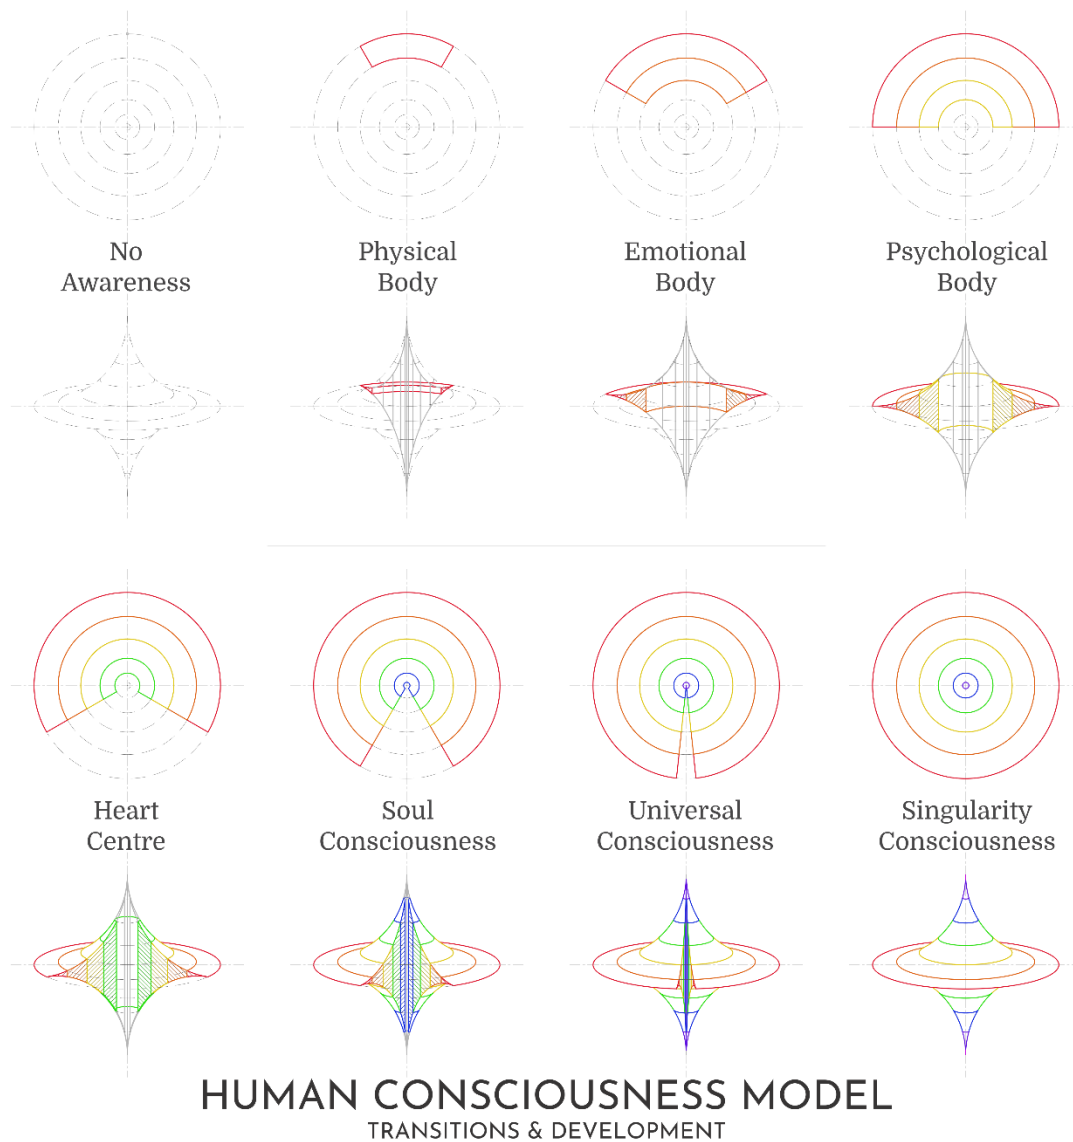 No
Awareness
Physical
Body
Emotional
Body
Psychological
Body
Heart
Centre
Soul
Consciousness
Universal
Consciousness
Singularity
Consciousness
HUMAN CONSCIOUSNESS MODEL
TRANSITIONS & DEVELOPMENT